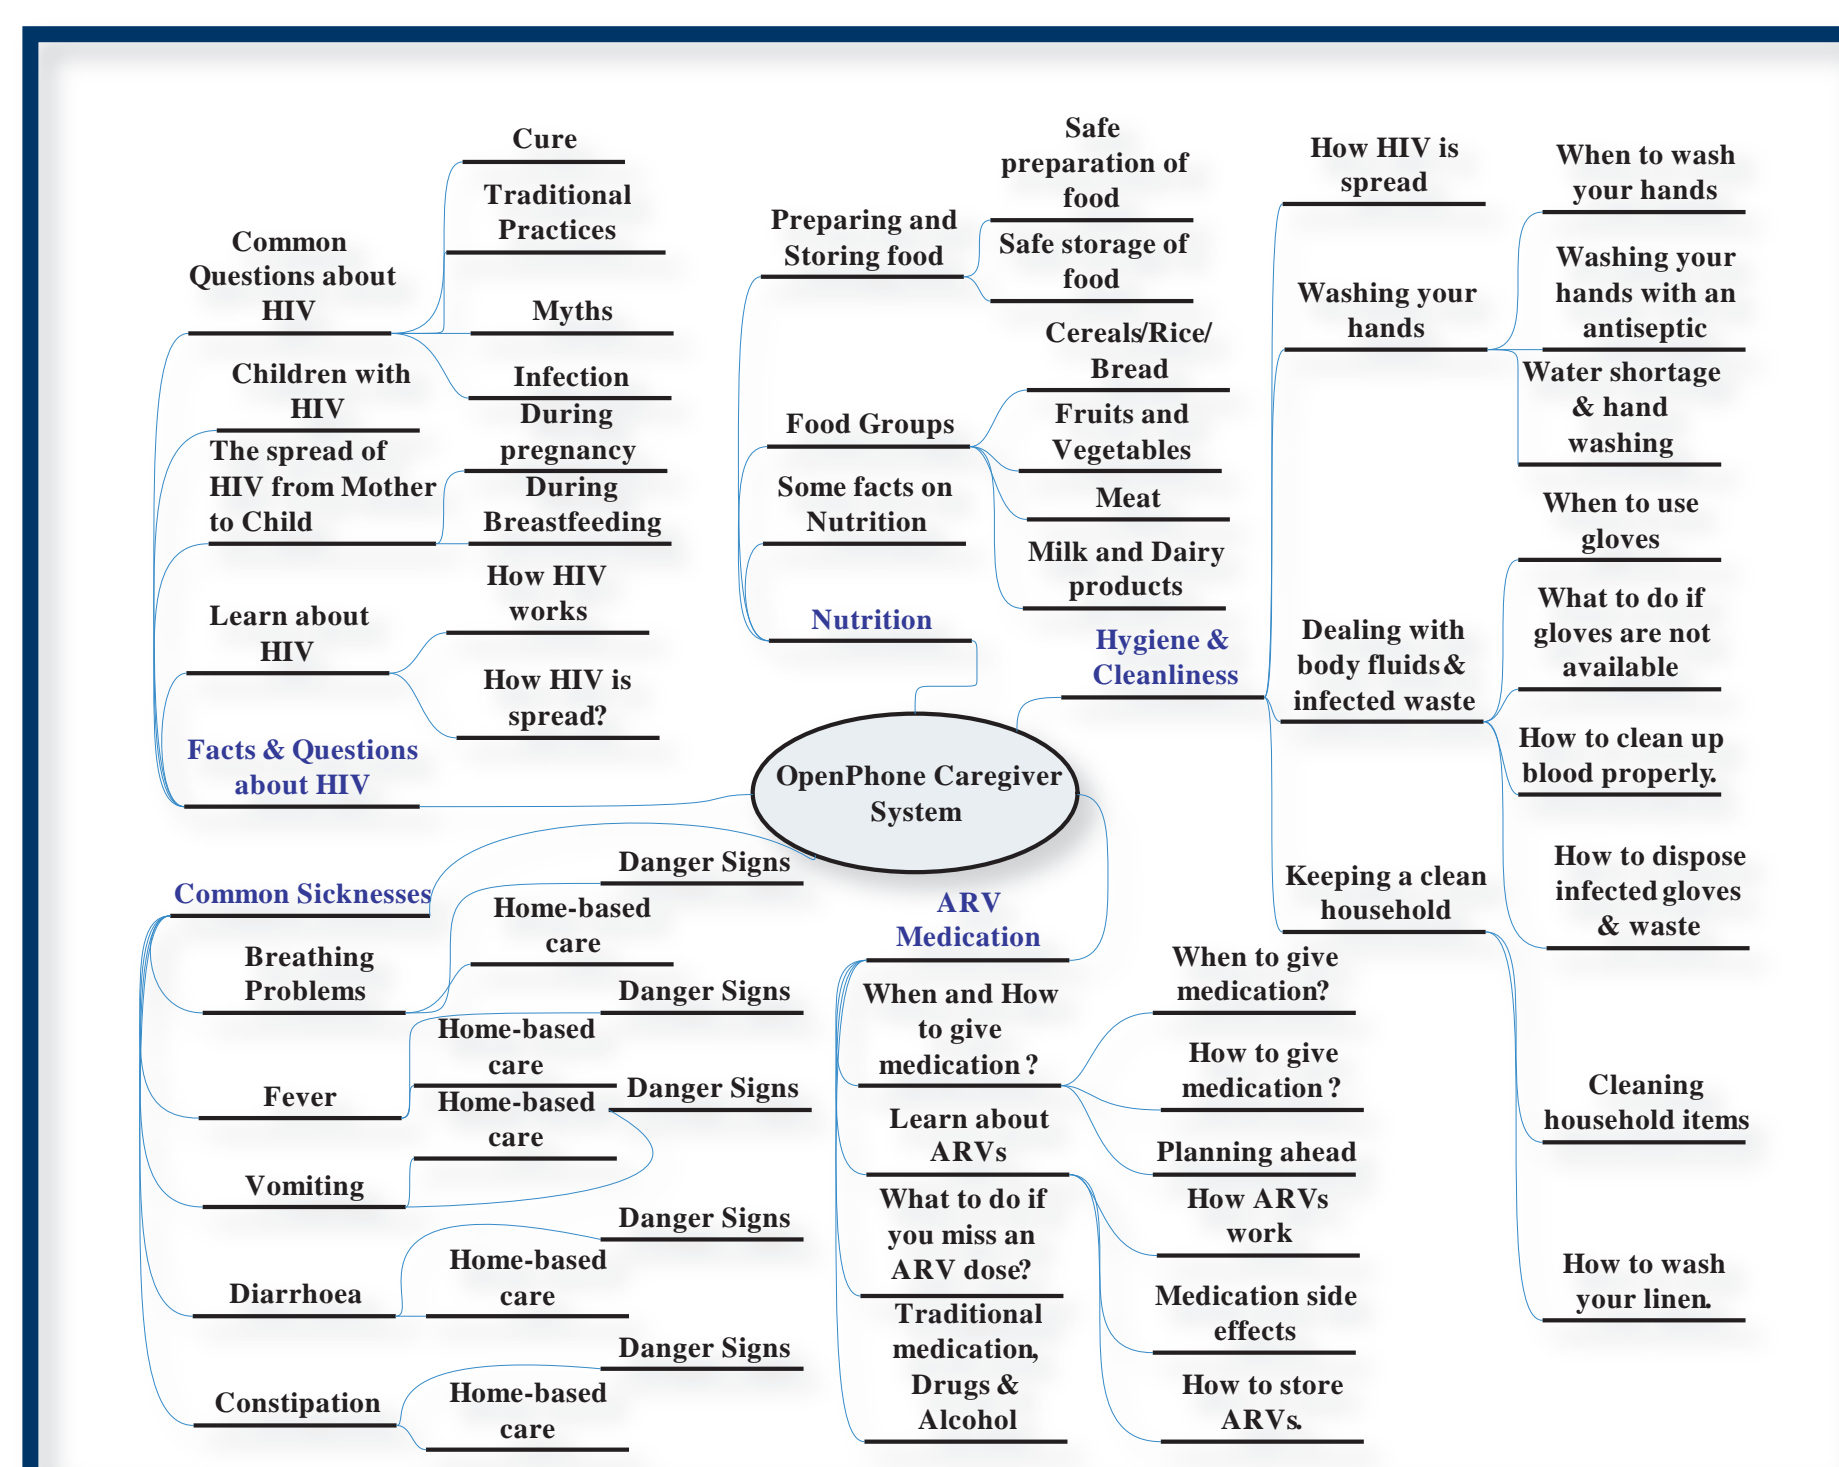 Cure
Traditional
Practices
Common
Questions about
HIV
Myths
Infection
Children with
HIV
During
pregnancy
The spread of
HIV from Mother
to Child
During
Breastfeeding
How HIV
works
Learn about
HIV
How HIV is
spread?
Facts & Questions
about HIV
Safe
preparation of
food
Preparing and
Storing food
Safe storage of
food
Cereals/Rice/
Bread
Food Groups
Fruits and
Vegetables
Some facts on
Nutrition
Meat
Milk and Dairy
products
Nutrition
Hygiene &
Cleanliness
How HIV is
spread
When to wash
your hands
Washing your
hands
Washing your
hands with an
antiseptic
Water shortage
& hand
washing
When to use
gloves
Dealing with
body fluids &
infected waste
What to do if
gloves are not
available
How to clean up
blood properly.
How to dispose
infected gloves
& waste
Keeping a clean
household
Cleaning
household items
How to wash
your linen.
OpenPhone Caregiver
System
Common Sicknesses
Danger Signs
Home-based
care
Breathing
Problems
Danger Signs
Home-based
care
Fever
Danger Signs
Home-based
care
Vomiting
Danger Signs
Home-based
care
Diarrhoea
Danger Signs
Home-based
care
Constipation
ARV
Medication
When and How
to give
medication ?
When to give
medication?
How to give
medication ?
Planning ahead
Learn about
ARVs
How ARVs
work
Medication side
effects
How to store
ARVs.
What to do if
you miss an
ARV dose?
Traditional
medication,
Drugs &
Alcohol